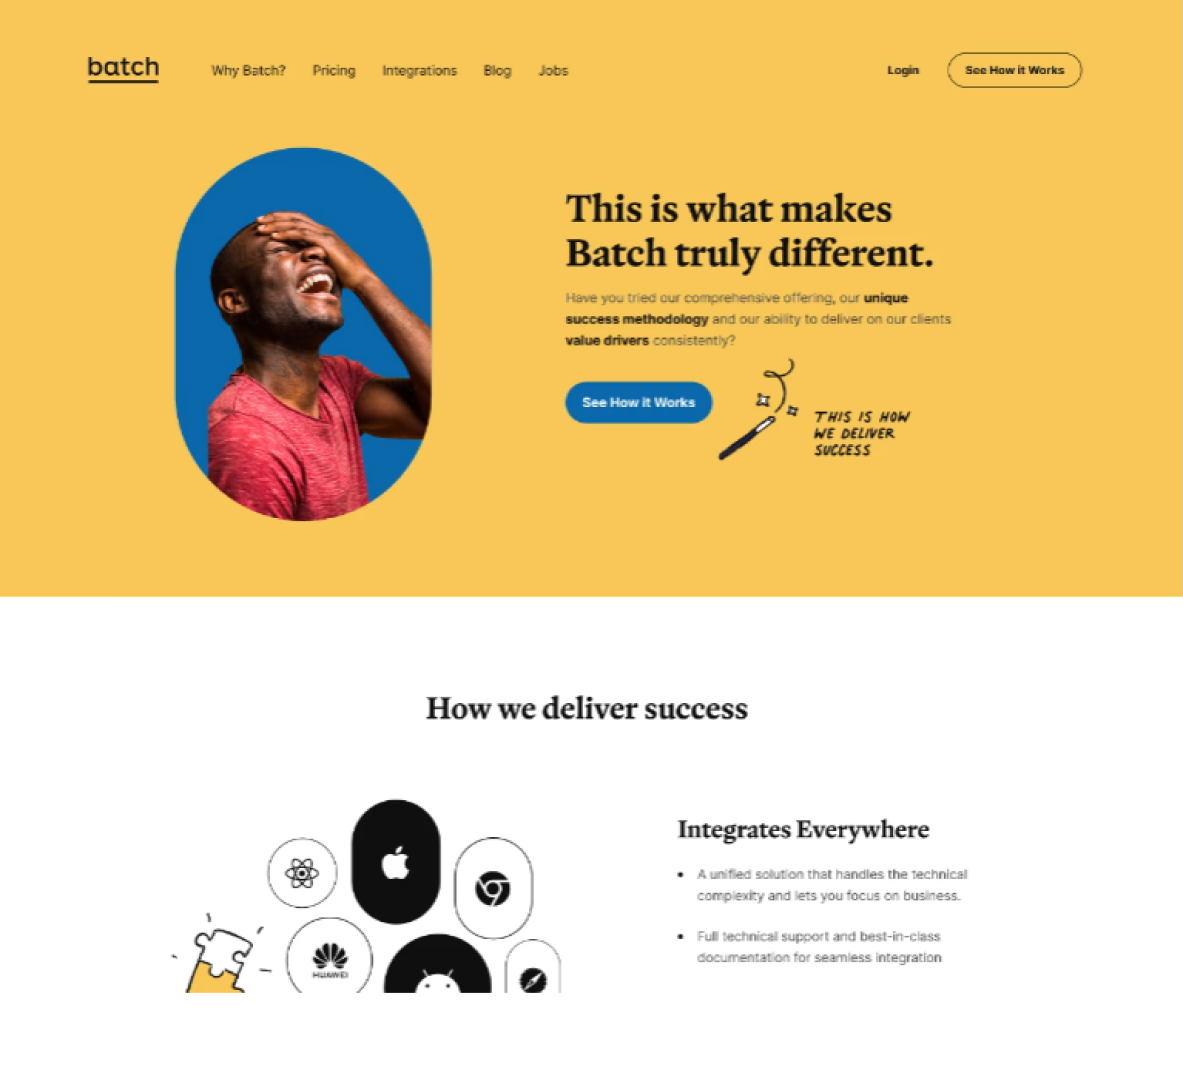 batch
Why Batch?
Pricing
Integrations
Blog
Jobs
Login
See How it Works
This is what makes
Batch truly different.
Have you tried our comprehensive offering, our unique
success methodology and our ability to deliver on our clients
value drivers consistently?
See How it Works
THIS IS HOW
WE DELIVER
SUCCESS
How we deliver success
HUAWEI
Integrates Everywhere
A unified solution that handles the technical
complexity and lets you focus on business.
Full technical support and best-in-class
documentation for seamless integration